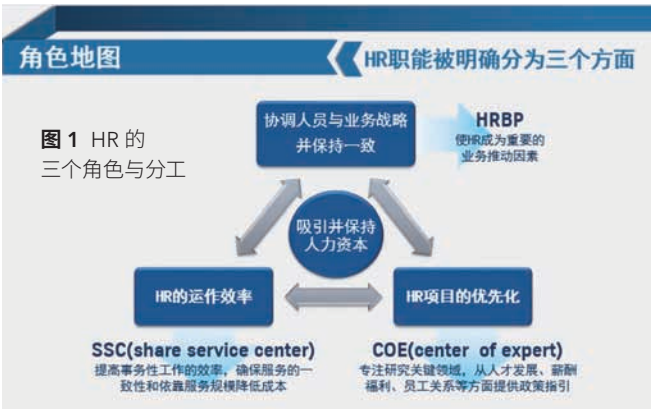 角色地图
HR职能被明确分为三个方面
图 1 HR 的
三个角色与分工
协调人员与业务战略
并保持一致
HRBP
使HR成为重要的
业务推动因素
吸引并保持
人力资本
HR的运作效率
HR项目的优先化
SSC(share service center)
提高事务性工作的效率，确保服务的一
致性和依靠服务规模降低成本
COE(center of expert)
专注研究关键领域，从人才发展、薪酬
福利、员工关系等方面提供政策指引